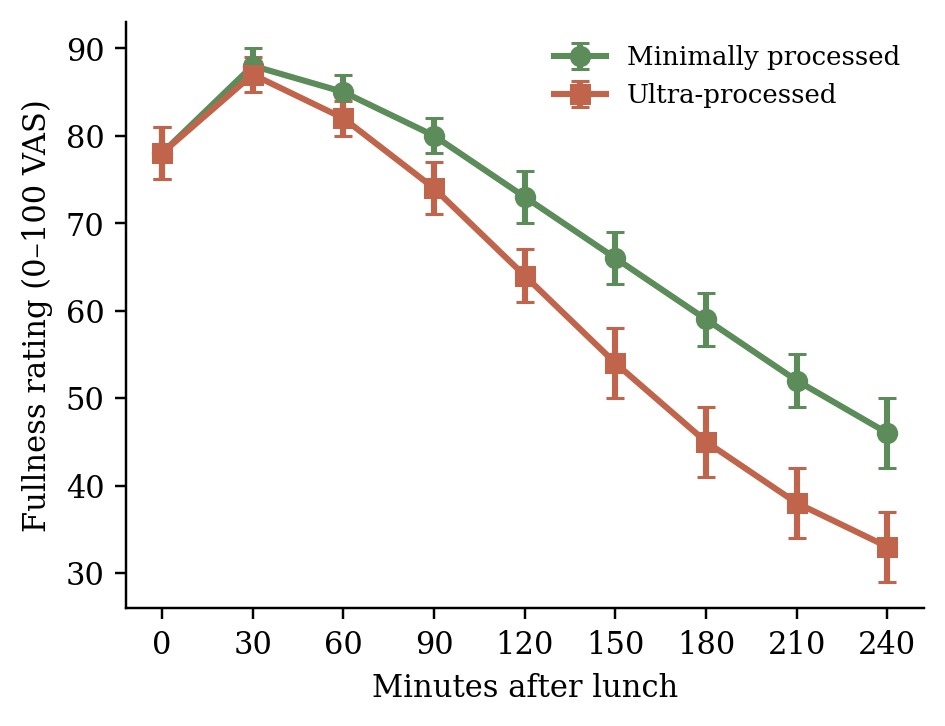 90
80
70
60
50
40
30
Fullness rating (0–100 VAS)
Minimally processed
Ultra-processed
0 30 60 90 120 150 180 210 240
Minutes after lunch